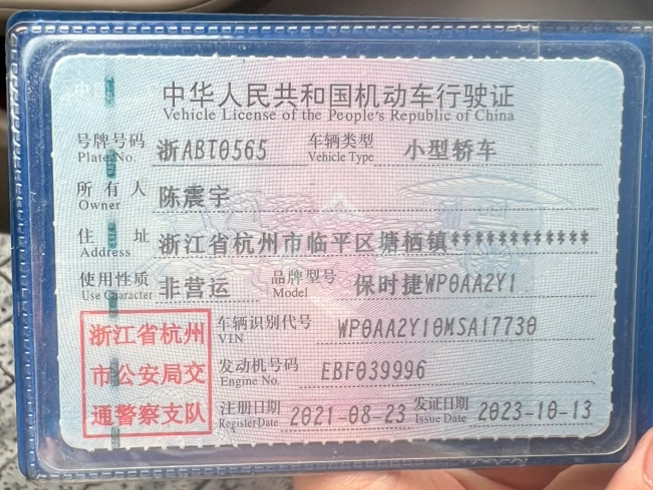 中华人民共和国机动车行驶证
Vehicle License of the People's Republic of China
号牌号码 浙ABT0565 车辆类型 小型轿车
Plate No. Vehicle Type
所有人 陈震宇
Owner
住址 浙江省杭州市临平区塘栖镇************
Address
使用性质 非营运 品牌型号 保时捷WP0AA2Y1
Use Character Model
浙江省杭州 车辆识别代号 WP0AA2Y10MSA17730
VIN
市公安局交 发动机号码 EBF039996
Engine No.
通警察支队 注册日期 2021-08-23 发证日期 2023-10-13
Register Date Issue Date